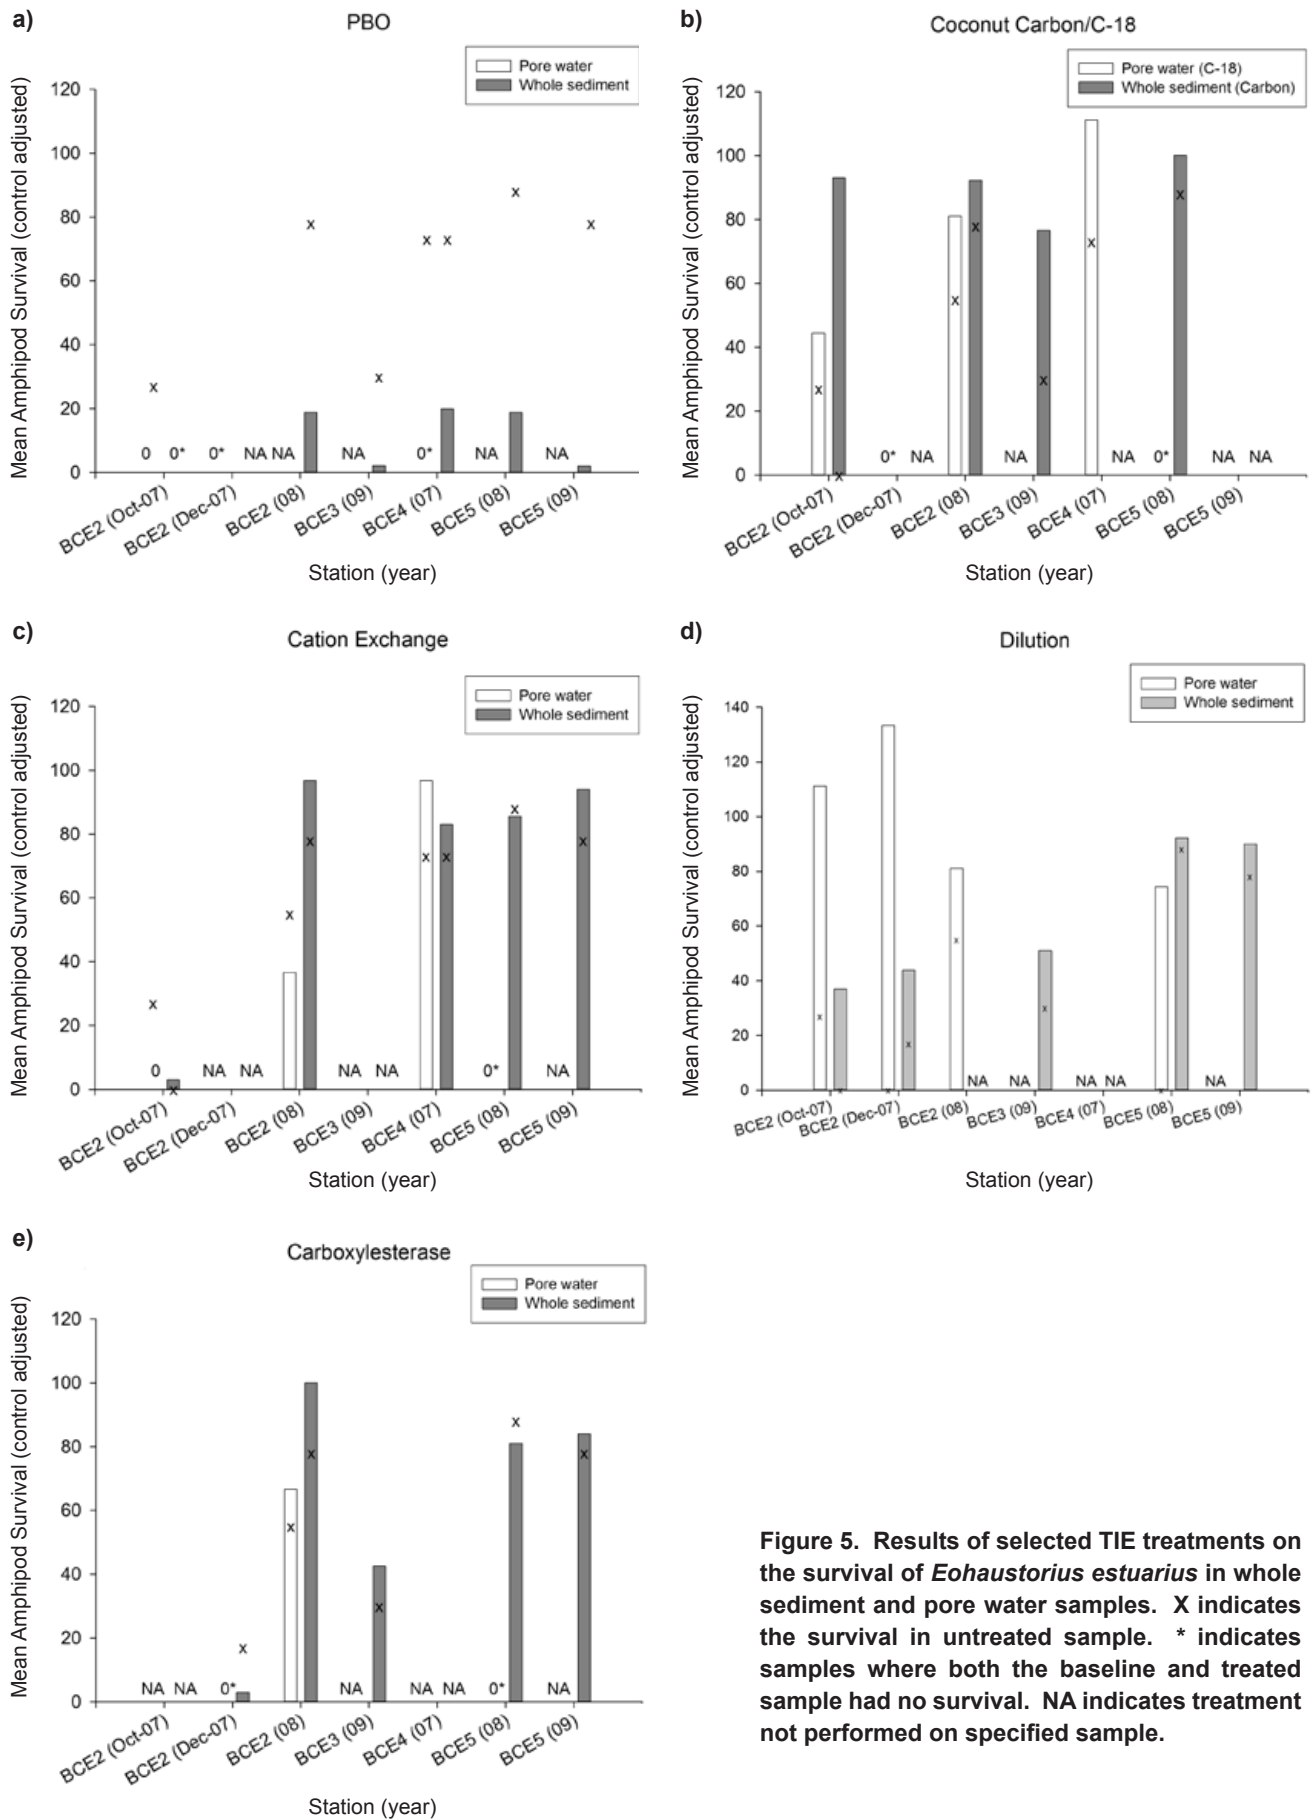 a)
PBO
Pore water
Whole sediment
Mean Amphipod Survival (control adjusted)
120
100
80
60
40
20
0
X
X
X
X
X
X
X
0
0*
0*
NA
NA
NA
0*
NA
NA
BCE2 (Oct-07)
BCE2 (Dec-07)
BCE2 (08)
BCE3 (09)
BCE4 (07)
BCE5 (08)
BCE5 (09)
Station (year)
b)
Coconut Carbon/C-18
Pore water (C-18)
Whole sediment (Carbon)
Mean Amphipod Survival (control adjusted)
120
100
80
60
40
20
0
X
X
X
X
X
X
X
0*
NA
NA
NA
0*
NA
NA
BCE2 (Oct-07)
BCE2 (Dec-07)
BCE2 (08)
BCE3 (09)
BCE4 (07)
BCE5 (08)
BCE5 (09)
Station (year)
c)
Cation Exchange
Pore water
Whole sediment
Mean Amphipod Survival (control adjusted)
120
100
80
60
40
20
0
X
X
X
X
X
X
X
X
0
NA
NA
NA
NA
0*
NA
BCE2 (Oct-07)
BCE2 (Dec-07)
BCE2 (08)
BCE3 (09)
BCE4 (07)
BCE5 (08)
BCE5 (09)
Station (year)
d)
Dilution
Pore water
Whole sediment
Mean Amphipod Survival (control adjusted)
140
120
100
80
60
40
20
0
x
x
x
x
x
x
x
x
x
NA
NA
NA
NA
NA
BCE2 (Oct-07)
BCE2 (Dec-07)
BCE2 (08)
BCE3 (09)
BCE4 (07)
BCE5 (08)
BCE5 (09)
Station (year)
e)
Carboxylesterase
Pore water
Whole sediment
Mean Amphipod Survival (control adjusted)
120
100
80
60
40
20
0
X
X
X
X
X
X
NA
NA
0*
NA
NA
NA
0*
NA
BCE2 (Oct-07)
BCE2 (Dec-07)
BCE2 (08)
BCE3 (09)
BCE4 (07)
BCE5 (08)
BCE5 (09)
Station (year)
Figure 5. Results of selected TIE treatments on
the survival of Eohaustorius estuarius in whole
sediment and pore water samples. X indicates
the survival in untreated sample. * indicates
samples where both the baseline and treated
sample had no survival. NA indicates treatment
not performed on specified sample.